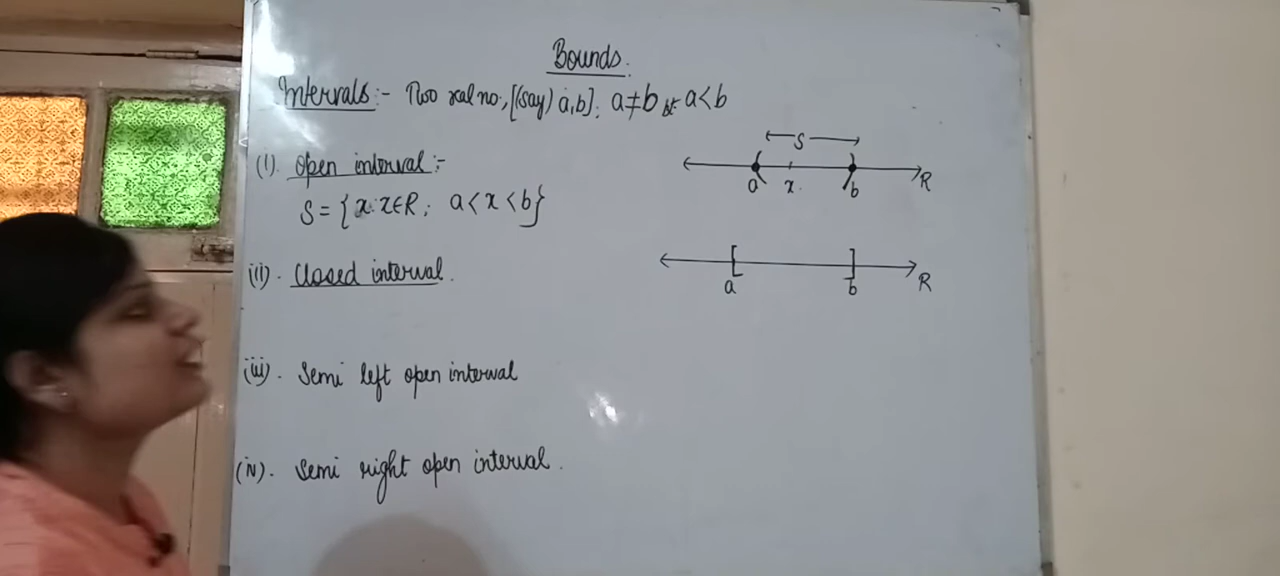 Bounds.
Intervals:- Two real no., [(say) a,b]; a≠b & a<b
(i). Open interval:-
S = {x: x∈R; a<x<b}
S
a x. b R
(ii). Closed interval.
a b R
(iii). Semi left open interval
(iv). Semi right open interval.